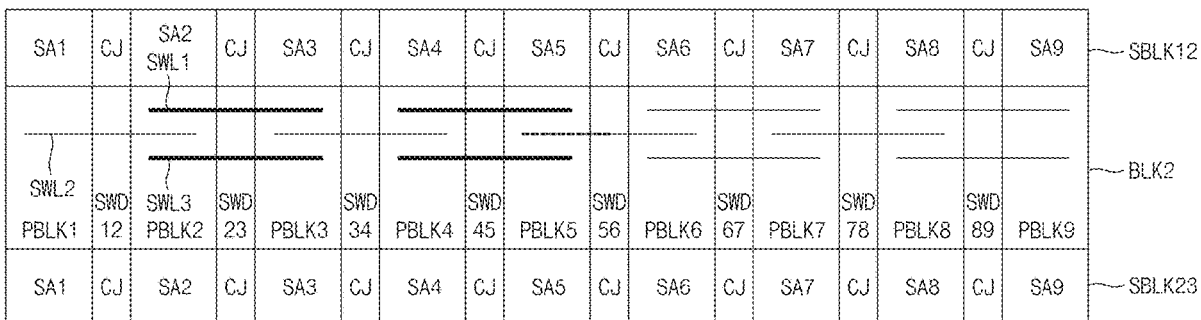 SA1 CJ SA2 CJ SA3 CJ SA4 CJ SA5 CJ SA6 CJ SA7 CJ SA8 CJ SA9 SBLK12
SWL1
BLK2
SWL2 SWD SWL3 SWD SWD SWD SWD SWD SWD SWD
PBLK1 12 PBLK2 23 PBLK3 34 PBLK4 45 PBLK5 56 PBLK6 67 PBLK7 78 PBLK8 89 PBLK9
SA1 CJ SA2 CJ SA3 CJ SA4 CJ SA5 CJ SA6 CJ SA7 CJ SA8 CJ SA9 SBLK23